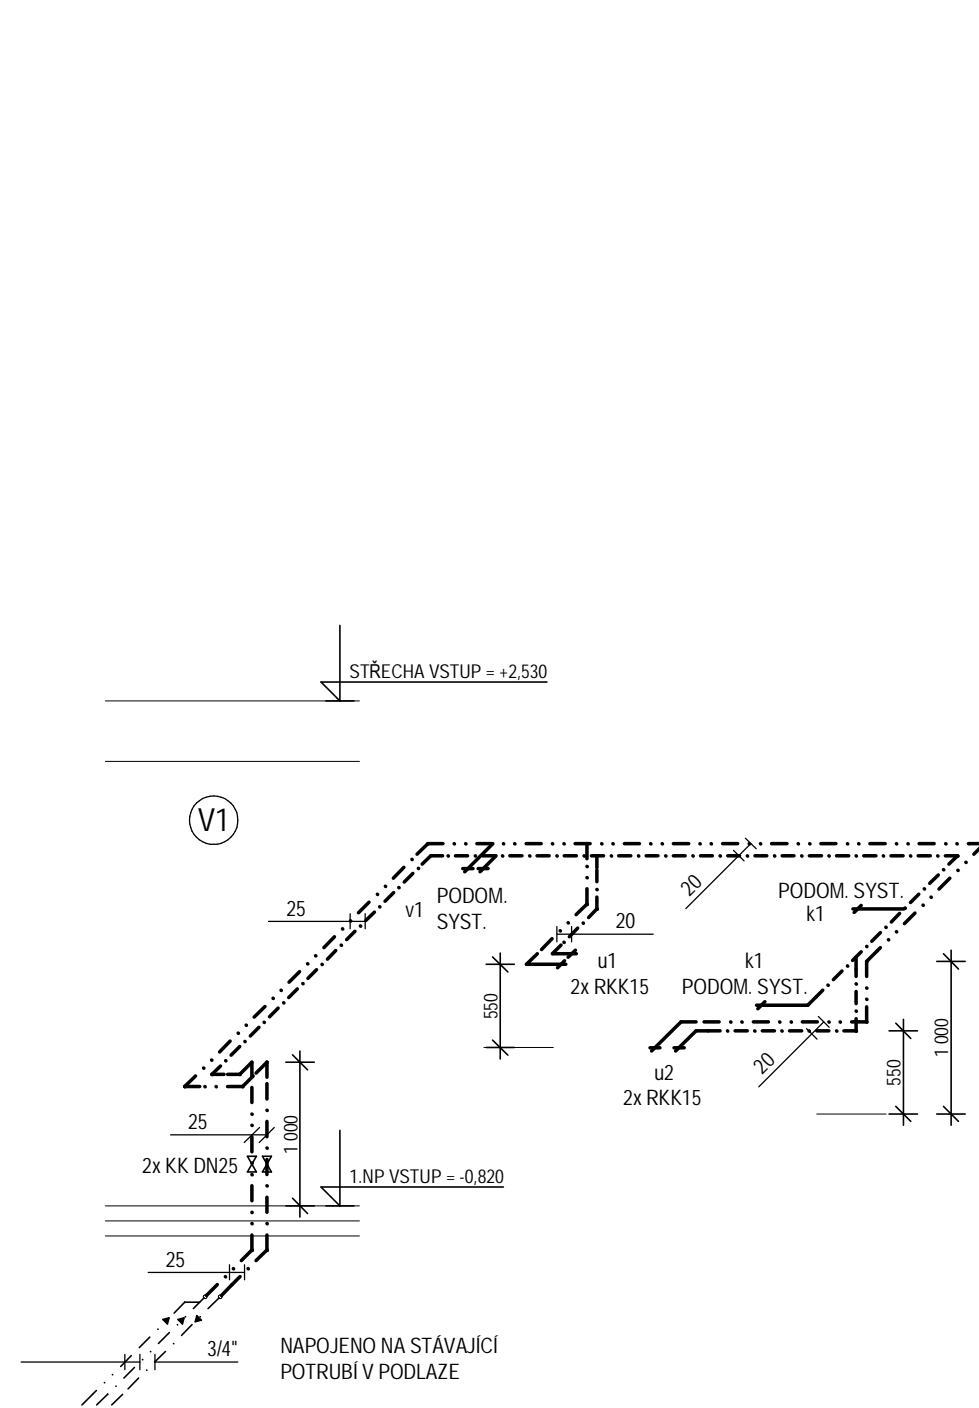 STŘECHA VSTUP = +2,530
V1
20
PODOM. SYST.
k1
25
v1
PODOM.
SYST.
20
u1
2x RKK15
k1
PODOM. SYST.
550
1 000
20
550
u2
2x RKK15
25
1 000
2x KK DN25
1.NP VSTUP = -0,820
25
3/4"
NAPOJENO NA STÁVAJÍCÍ
POTRUBÍ V PODLAZE